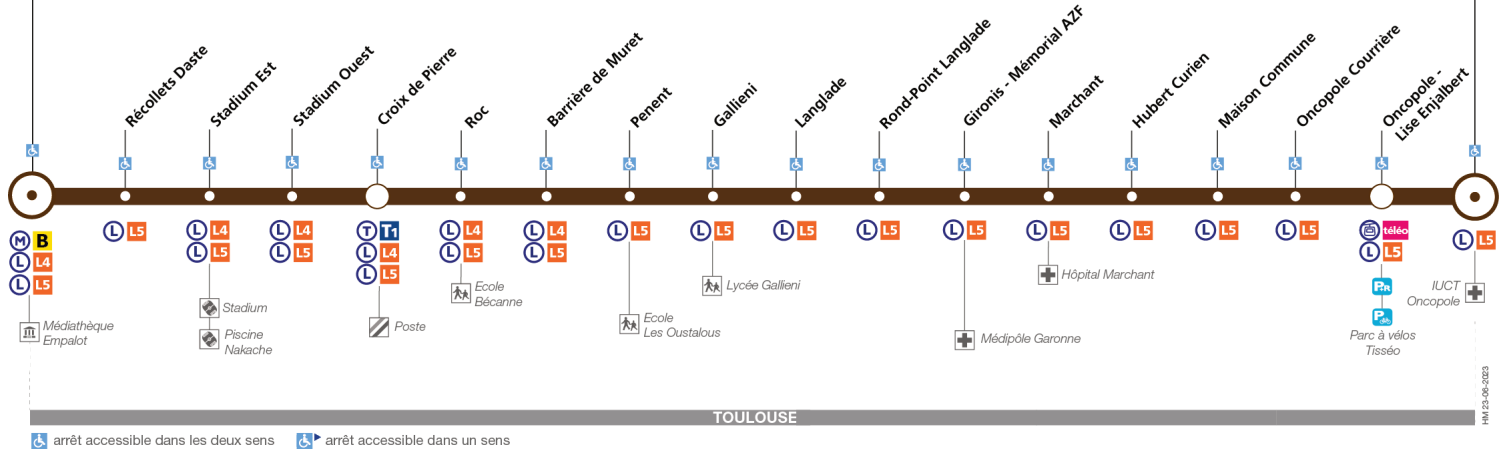 Récollets Daste
Stadium Est
Stadium Ouest
Croix de Pierre
Roc
Barrière de Muret
Penent
Gallieni
Langlade
Rond-Point Langlade
Gironis - Mémorial AZF
Marchant
Hubert Curien
Maison Commune
Oncopole Courrière
Oncopole -
Lise Enjalbert
M B
L L4
L L5
Médiathèque
Empalot
L L5
L L4
L L5
Stadium
Piscine
Nakache
L L4
L L5
T T1
L L4
L L5
Poste
L L4
L L5
Ecole
Bécanne
L L4
L L5
L L5
Ecole
Les Oustalous
L L5
Lycée Gallieni
L L5
L L5
L L5
Médipôle Garonne
L L5
Hôpital Marchant
L L5
L L5
L L5
téléo
L L5
P+R
P
Parc à vélos
Tisséo
L L5
IUCT
Oncopole
HM 23-06-2023
TOULOUSE
arrêt accessible dans les deux sens
arrêt accessible dans un sens